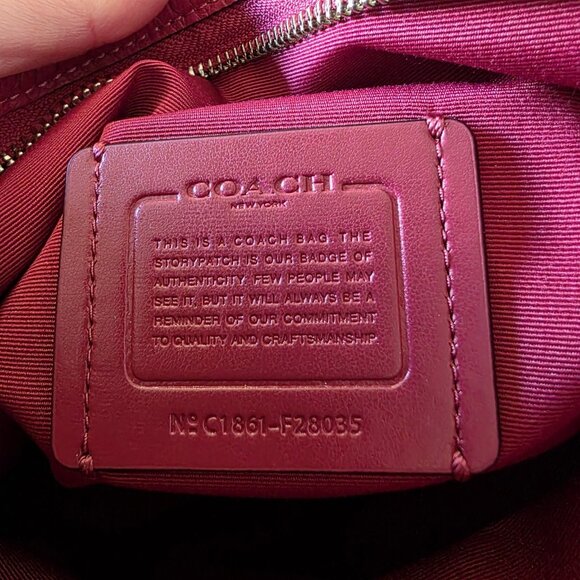 COACH
NEW YORK
THIS IS A COACH BAG. THE
STORYPATCH IS OUR BADGE OF
AUTHENTICITY. FEW PEOPLE MAY
SEE IT, BUT IT WILL ALWAYS BE A
REMINDER OF OUR COMMITMENT
TO QUALITY AND CRAFTSMANSHIP.
Nº C1861-F28035